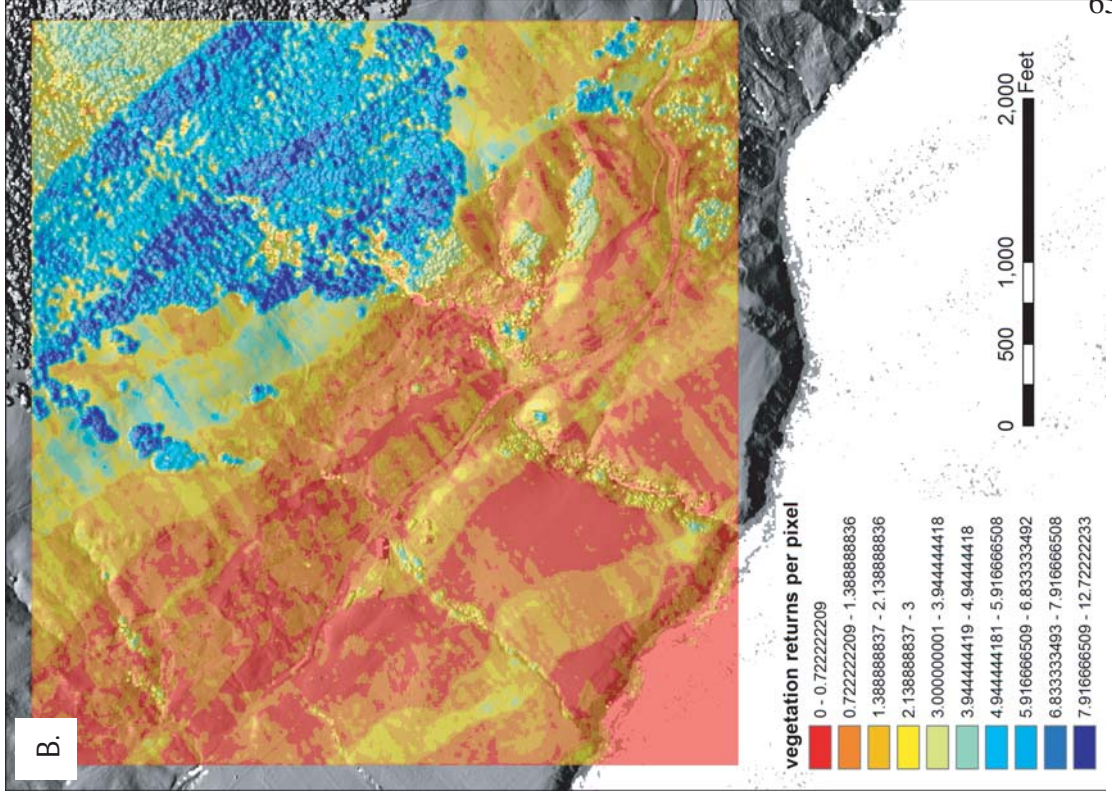 B.
65
vegetation returns per pixel
0 - 0.722222209
0.722222209 - 1.388888836
1.388888837 - 2.138888836
2.138888837 - 3
3.000000001 - 3.944444418
3.944444419 - 4.94444418
4.944444181 - 5.916666508
5.916666509 - 6.833333492
6.833333493 - 7.916666508
7.916666509 - 12.72222233
0 500 1,000 2,000
Feet